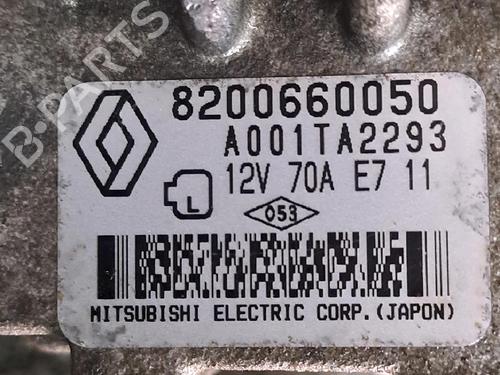 B-PARTS
8200660050
A001TA2293
12V 70A E7 11
L
053
MITSUBISHI ELECTRIC CORP.(JAPON)